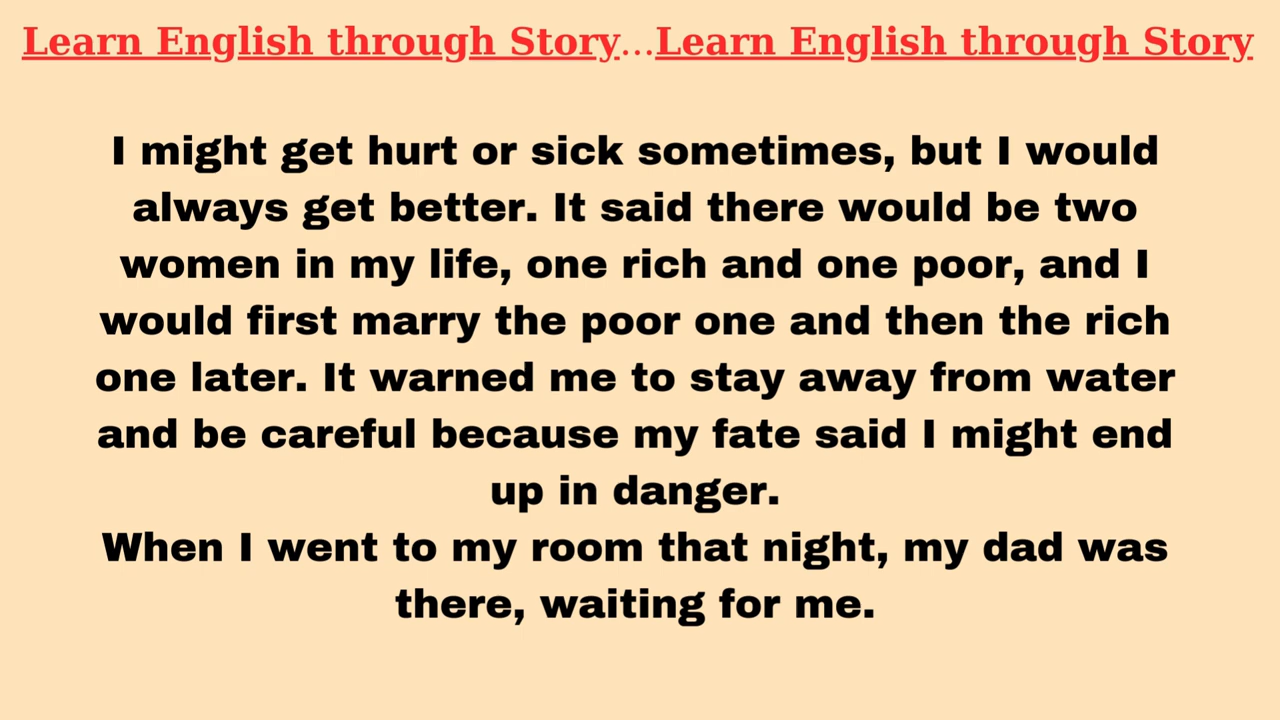 Learn English through Story...Learn English through Story
I might get hurt or sick sometimes, but I would
always get better. It said there would be two
women in my life, one rich and one poor, and I
would first marry the poor one and then the rich
one later. It warned me to stay away from water
and be careful because my fate said I might end
up in danger.
When I went to my room that night, my dad was
there, waiting for me.